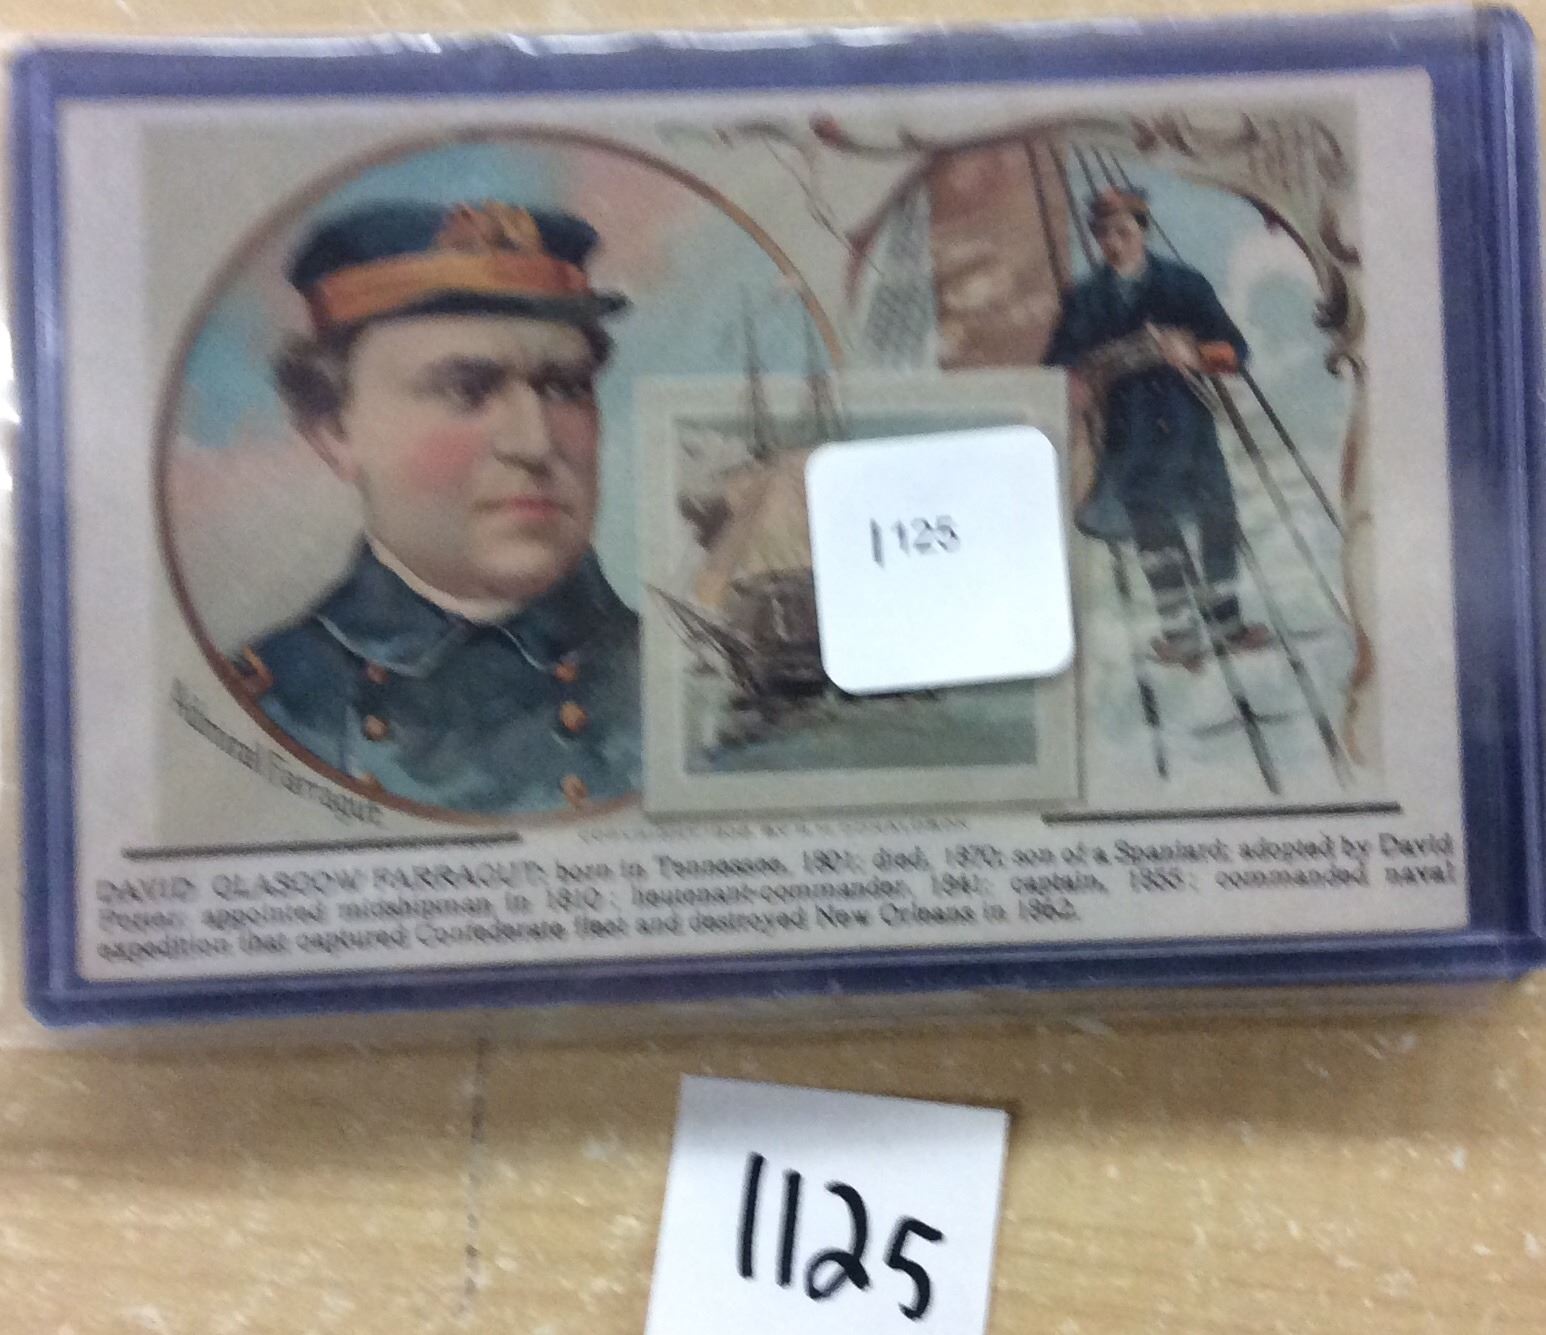 1125
Admiral Farragut
DAVID GLASGOW FARRAGUT; born in Tennessee, 1801; died, 1870; son of a Spaniard; adopted by David
Porter; appointed midshipman in 1810; lieutenant-commander, 1841; captain, 1855; commanded naval
expedition that captured Confederate fleet and destroyed New Orleans in 1862.
1125